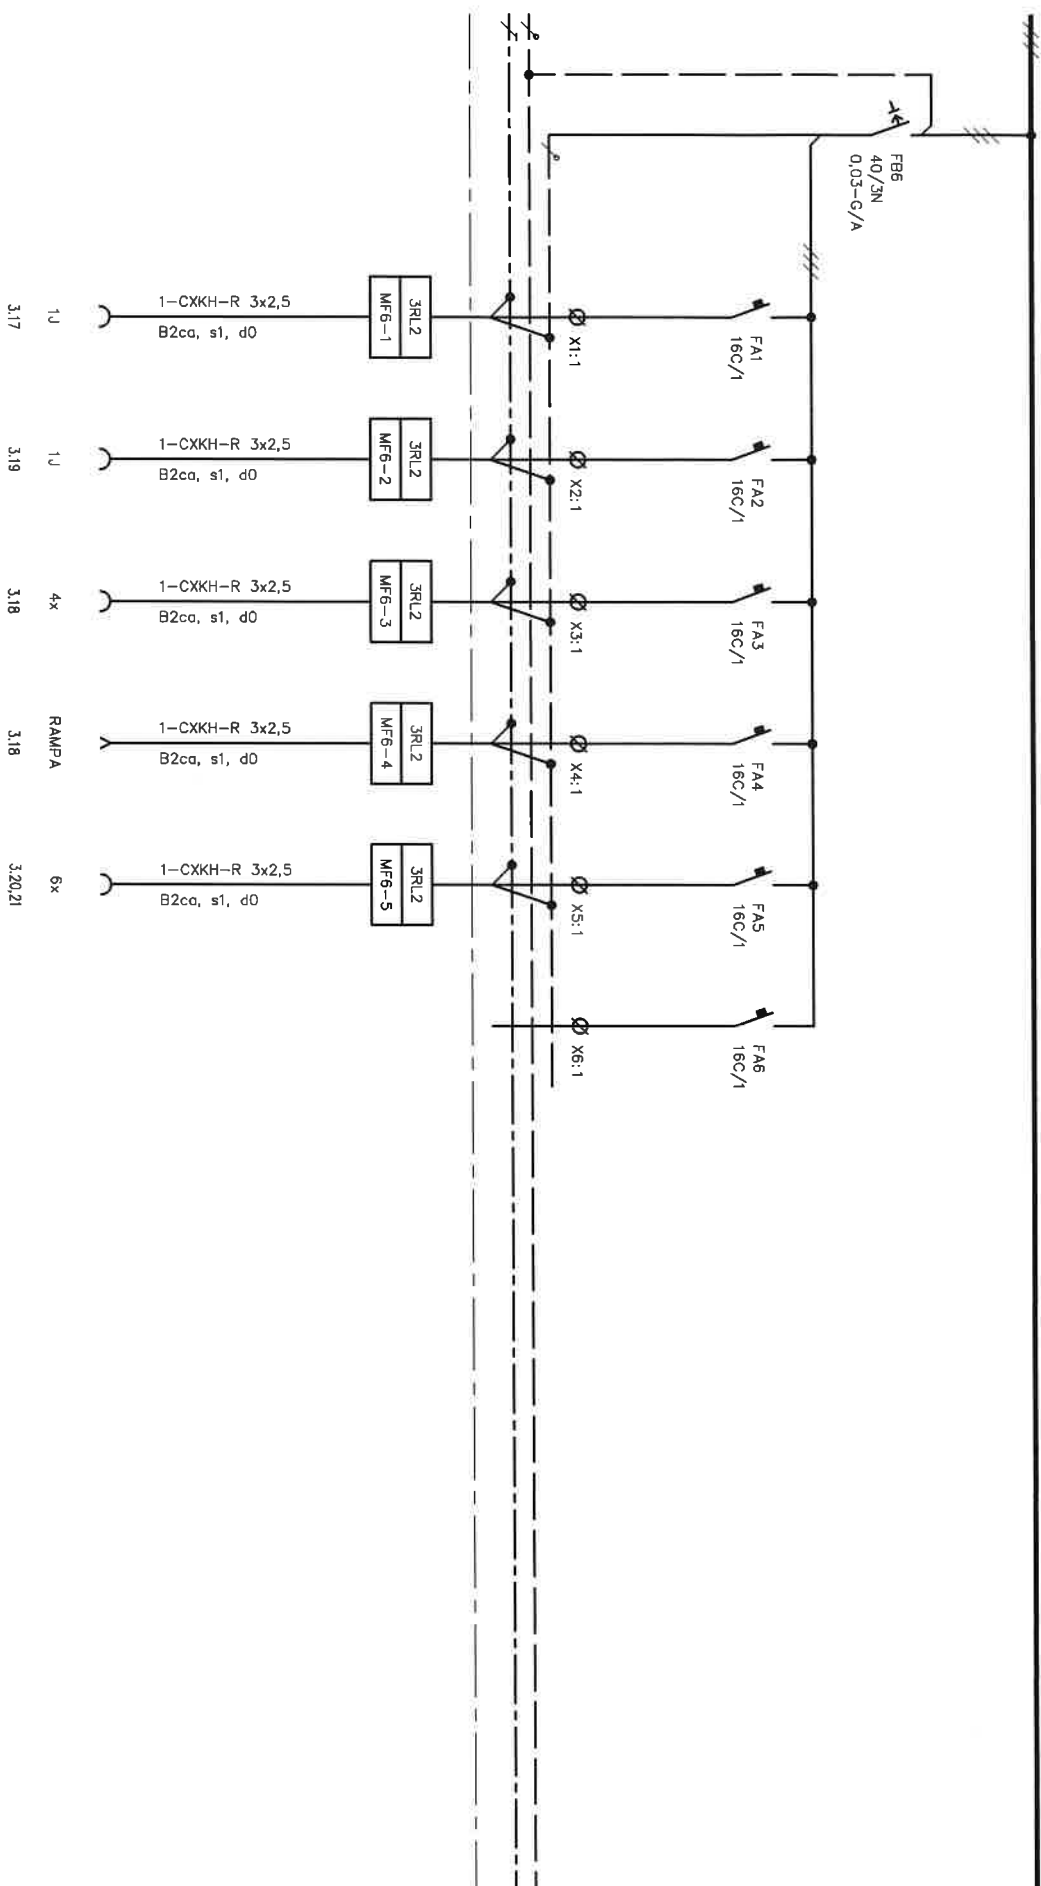 FB6
40/3N
0,03-G/A
FA1
16C/1
FA2
16C/1
FA3
16C/1
FA4
16C/1
FA5
16C/1
FA6
16C/1
X1:1
X2:1
X3:1
X4:1
X5:1
X6:1
3RL2
MF6-1
3RL2
MF6-2
3RL2
MF6-3
3RL2
MF6-4
3RL2
MF6-5
1-CXKH-R 3x2,5
B2ca, s1, d0
1-CXKH-R 3x2,5
B2ca, s1, d0
1-CXKH-R 3x2,5
B2ca, s1, d0
1-CXKH-R 3x2,5
B2ca, s1, d0
1-CXKH-R 3x2,5
B2ca, s1, d0
1J
3.17
1J
3.19
4x
3.18
RAMPA
3.18
6x
3.20,21